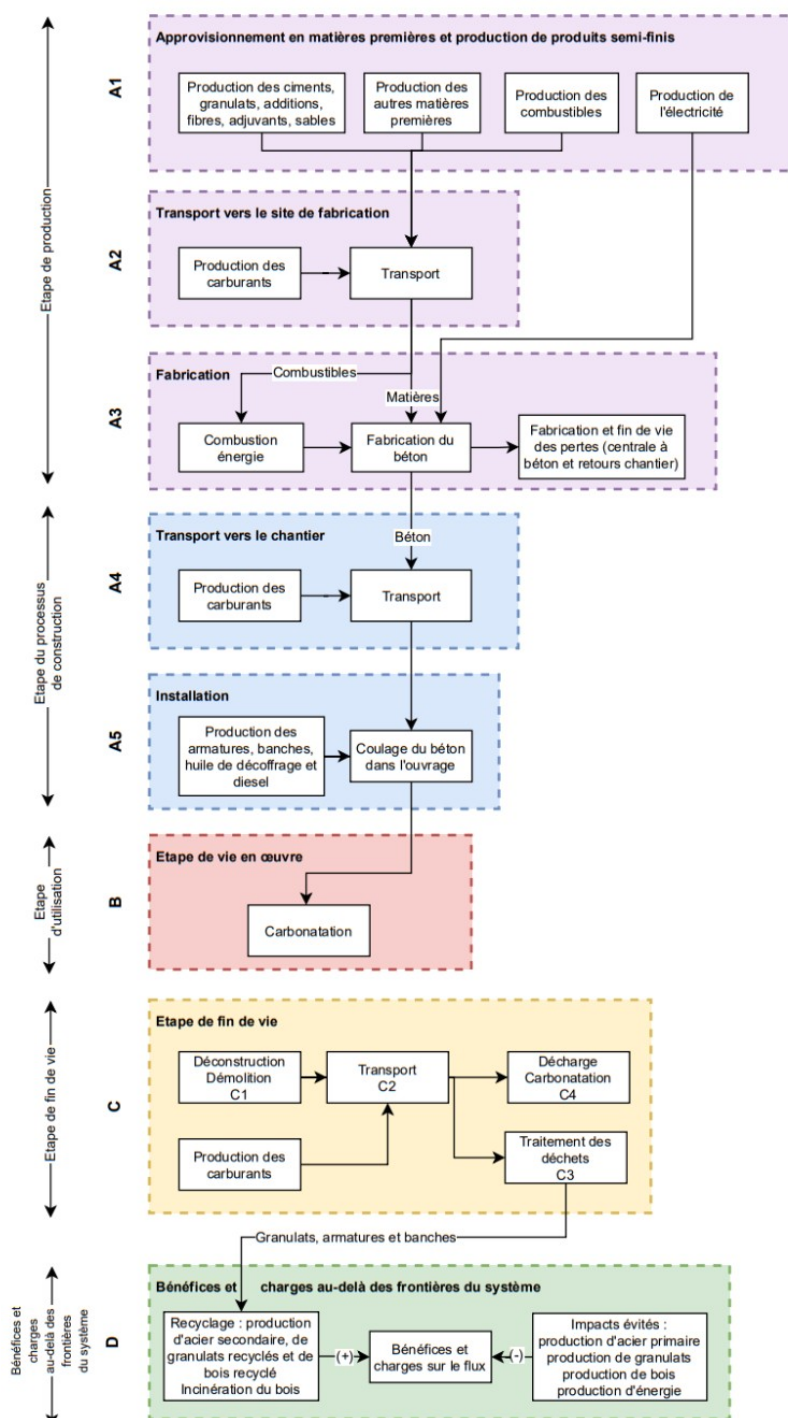 Approvisionnement en matières premières et production de produits semi-finis
A1
Production des ciments,
granulats, additions,
fibres, adjuvants, sables
Production des
autres matières
premières
Production des
combustibles
Production de
l'électricité
Etape de production
Transport vers le site de fabrication
A2
Production des
carburants
Transport
Fabrication
Combustibles
Matières
A3
Combustion
énergie
Fabrication du
béton
Fabrication et fin de vie
des pertes (centrale à
béton et retours chantier)
Transport vers le chantier
Béton
A4
Production des
carburants
Transport
Etape du processus
de construction
Installation
A5
Production des
armatures, banches,
huile de décoffrage et
diesel
Coulage du béton
dans l'ouvrage
Etape de vie en œuvre
Etape
d'utilisation
B
Carbonatation
Etape de fin de vie
Etape de fin de vie
C
Déconstruction
Démolition
C1
Transport
C2
Décharge
Carbonatation
C4
Production des
carburants
Traitement des
déchets
C3
Granulats, armatures et banches
Bénéfices et charges au-delà des frontières du système
Bénéfices et
charges
au-delà des
frontières
du système
D
Recyclage : production
d'acier secondaire, de
granulats recyclés et de
bois recyclé
Incinération du bois
(+)
Bénéfices et
charges sur le flux
(-)
Impacts évités :
production d'acier primaire
production de granulats
production de bois
production d'énergie